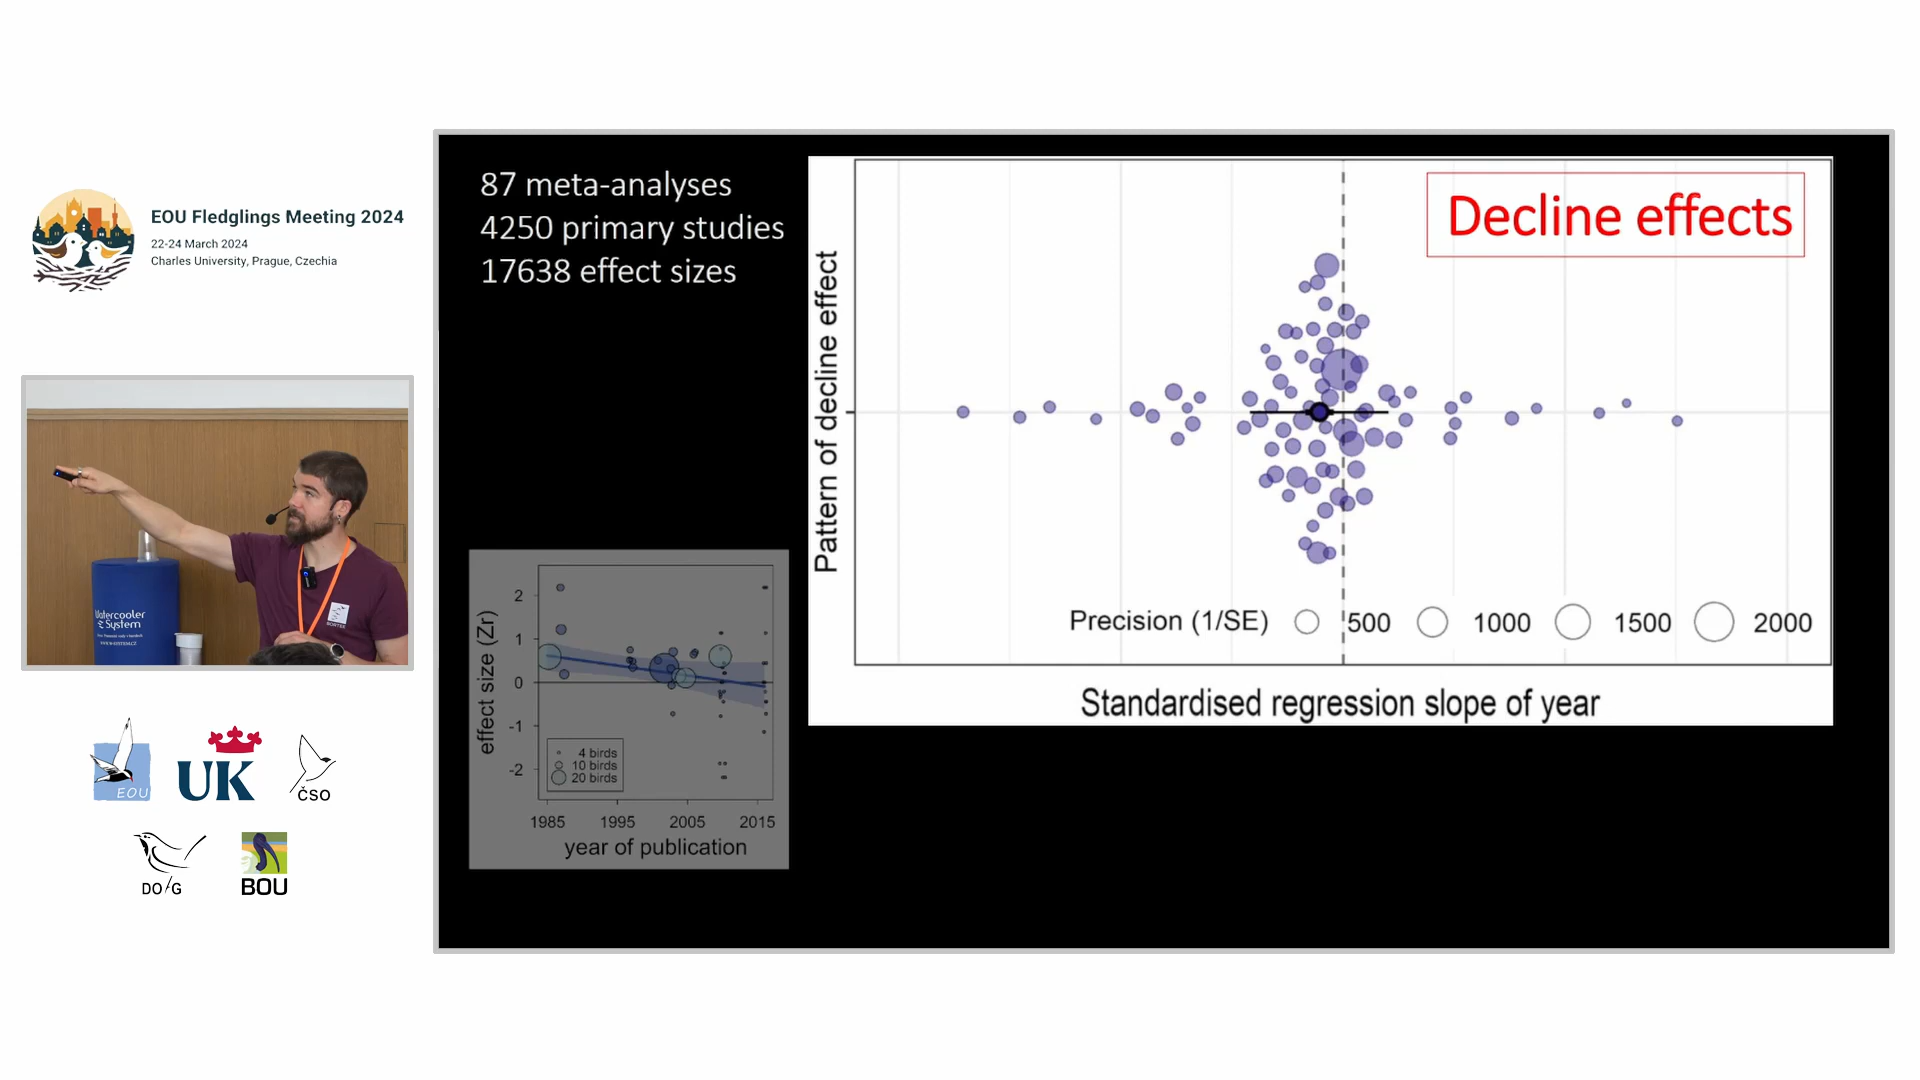 EOU Fledglings Meeting 2024
22-24 March 2024
Charles University, Prague, Czechia
Watercooler
System
EOU
UK
ČSO
DO/G
BOU
87 meta-analyses
4250 primary studies
17638 effect sizes
effect size (Zr)
2
1
0
-1
-2
4 birds
10 birds
20 birds
1985 1995 2005 2015
year of publication
Decline effects
Pattern of decline effect
Precision (1/SE) 500 1000 1500 2000
Standardised regression slope of year